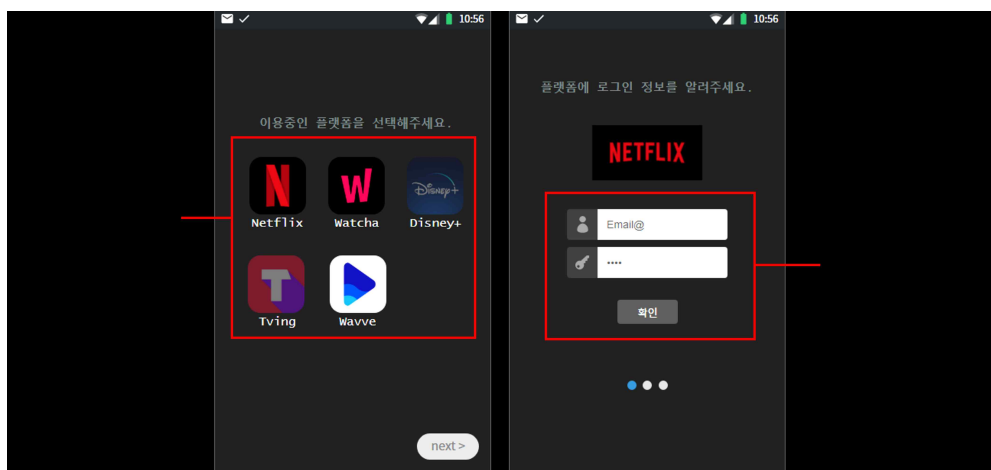 10:56
이용중인 플랫폼을 선택해주세요.
N
W
Disney+
Netflix
Watcha
Disney+
T
Tving
Wavve
next >
10:56
플랫폼에 로그인 정보를 알려주세요.
NETFLIX
Email@
확인